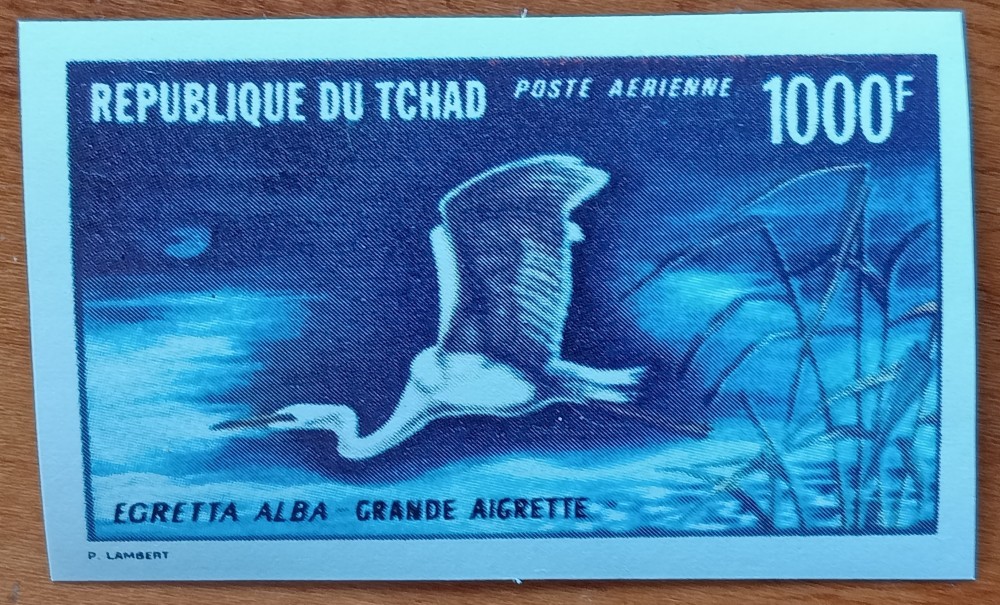 REPUBLIQUE DU TCHAD POSTE AERIENNE 1000F
EGRETTA ALBA - GRANDE AIGRETTE
P. LAMBERT